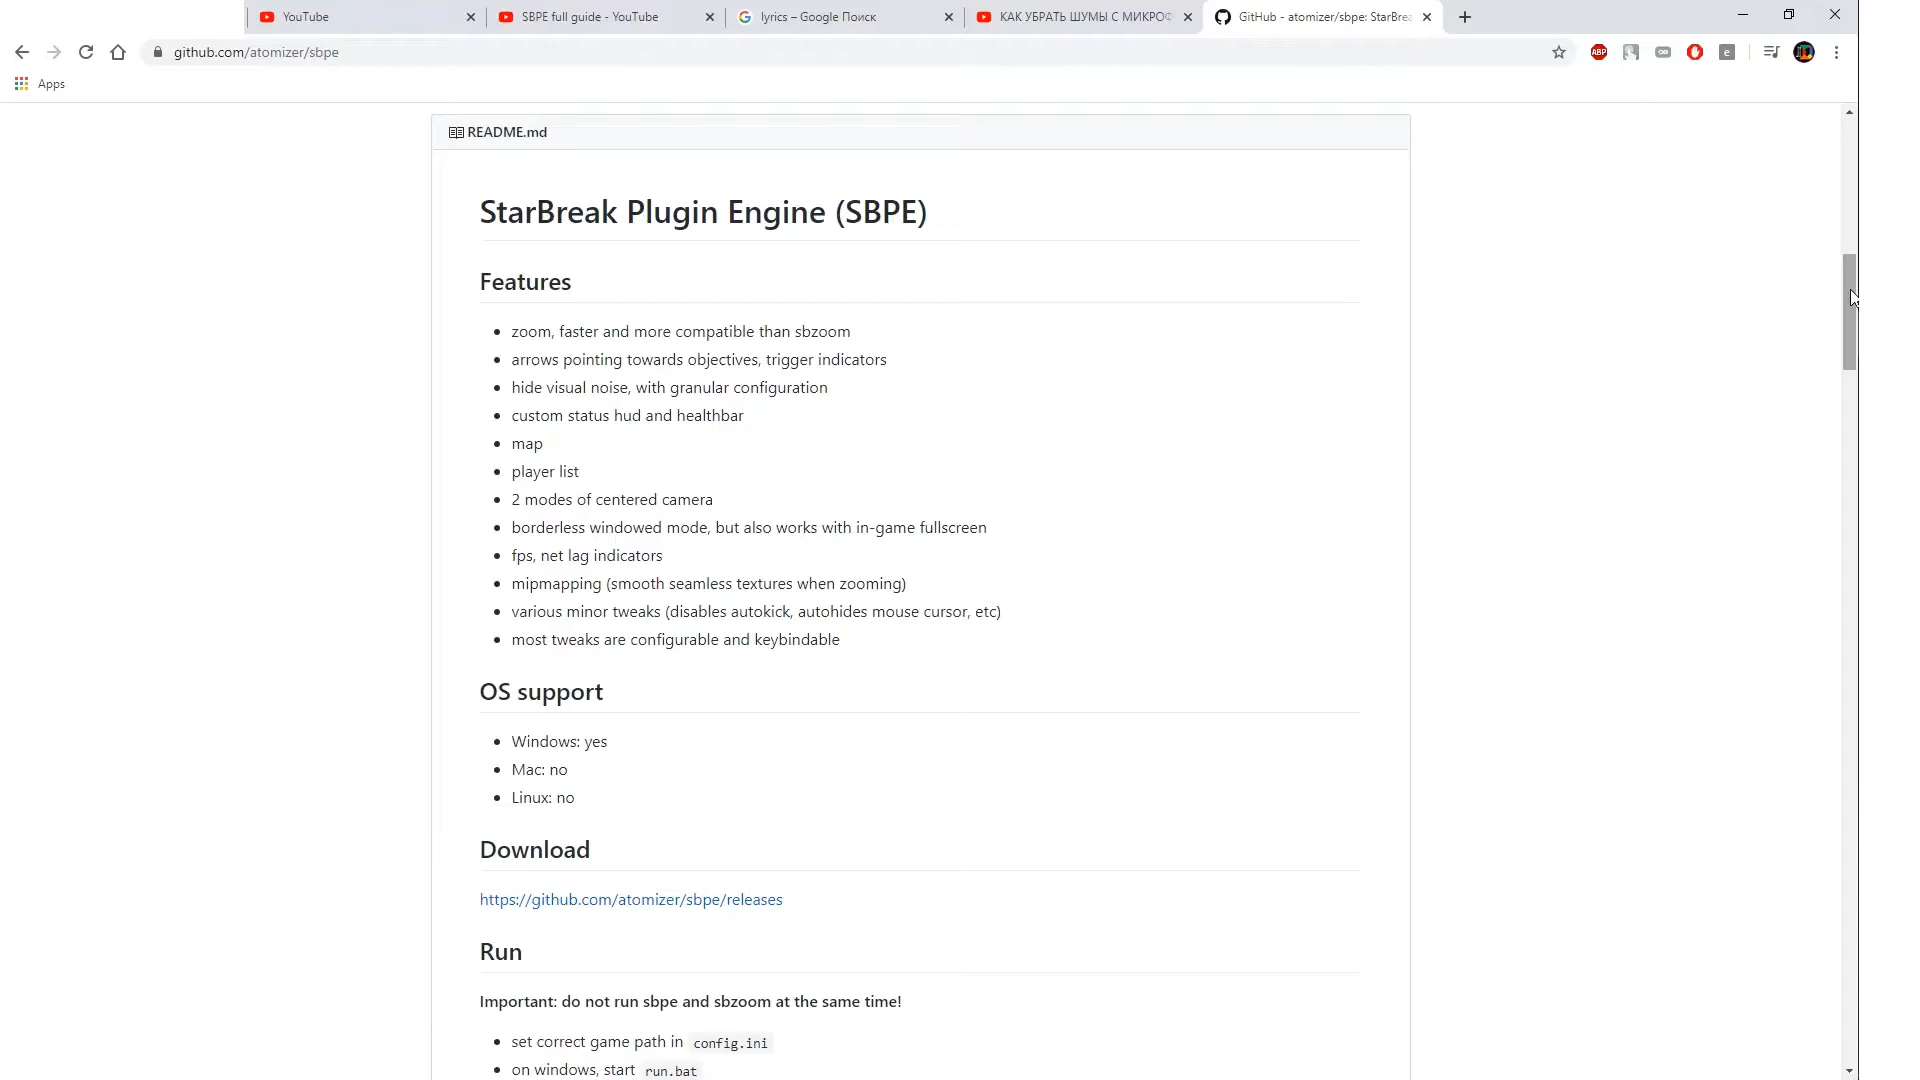 YouTube
SBPE full guide - YouTube
lyrics – Google Поиск
КАК УБРАТЬ ШУМЫ С МИКРОФ
GitHub - atomizer/sbpe: StarBrea
github.com/atomizer/sbpe
ABP
e
Apps
README.md
StarBreak Plugin Engine (SBPE)
Features
zoom, faster and more compatible than sbzoom
arrows pointing towards objectives, trigger indicators
hide visual noise, with granular configuration
custom status hud and healthbar
map
player list
2 modes of centered camera
borderless windowed mode, but also works with in-game fullscreen
fps, net lag indicators
mipmapping (smooth seamless textures when zooming)
various minor tweaks (disables autokick, autohides mouse cursor, etc)
most tweaks are configurable and keybindable
OS support
Windows: yes
Mac: no
Linux: no
Download
https://github.com/atomizer/sbpe/releases
Run
Important: do not run sbpe and sbzoom at the same time!
set correct game path in config.ini
on windows, start run.bat